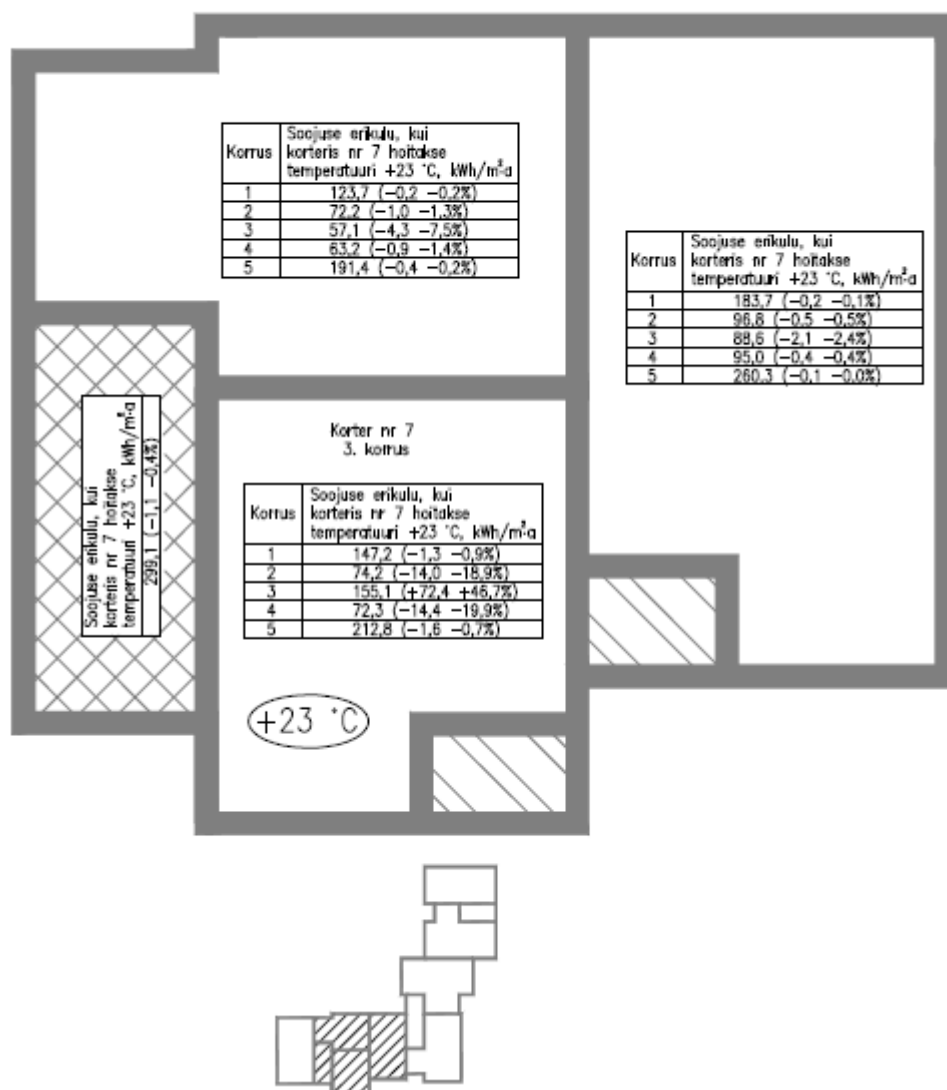 Korrus Soojuse erikulu, kui
korteris nr 7 hoitakse
temperatuuri +23 °C, kWh/m²·a
1 123,7 (−0,2 −0,2%)
2 72,2 (−1,0 −1,3%)
3 57,1 (−4,3 −7,5%)
4 63,2 (−0,9 −1,4%)
5 191,4 (−0,4 −0,2%)
Korrus Soojuse erikulu, kui
korteris nr 7 hoitakse
temperatuuri +23 °C, kWh/m²·a
1 183,7 (−0,2 −0,1%)
2 96,8 (−0,5 −0,5%)
3 88,6 (−2,1 −2,4%)
4 95,0 (−0,4 −0,4%)
5 260,3 (−0,1 −0,0%)
Soojuse erikulu, kui
korteris nr 7 hoitakse
temperatuuri +23 °C, kWh/m²·a
299,1 (−1,1 −0,4%)
Korter nr 7
3. korrus
Korrus Soojuse erikulu, kui
korteris nr 7 hoitakse
temperatuuri +23 °C, kWh/m²·a
1 147,2 (−1,3 −0,9%)
2 74,2 (−14,0 −18,9%)
3 155,1 (+72,4 +46,7%)
4 72,3 (−14,4 −19,9%)
5 212,8 (−1,6 −0,7%)
+23 °C